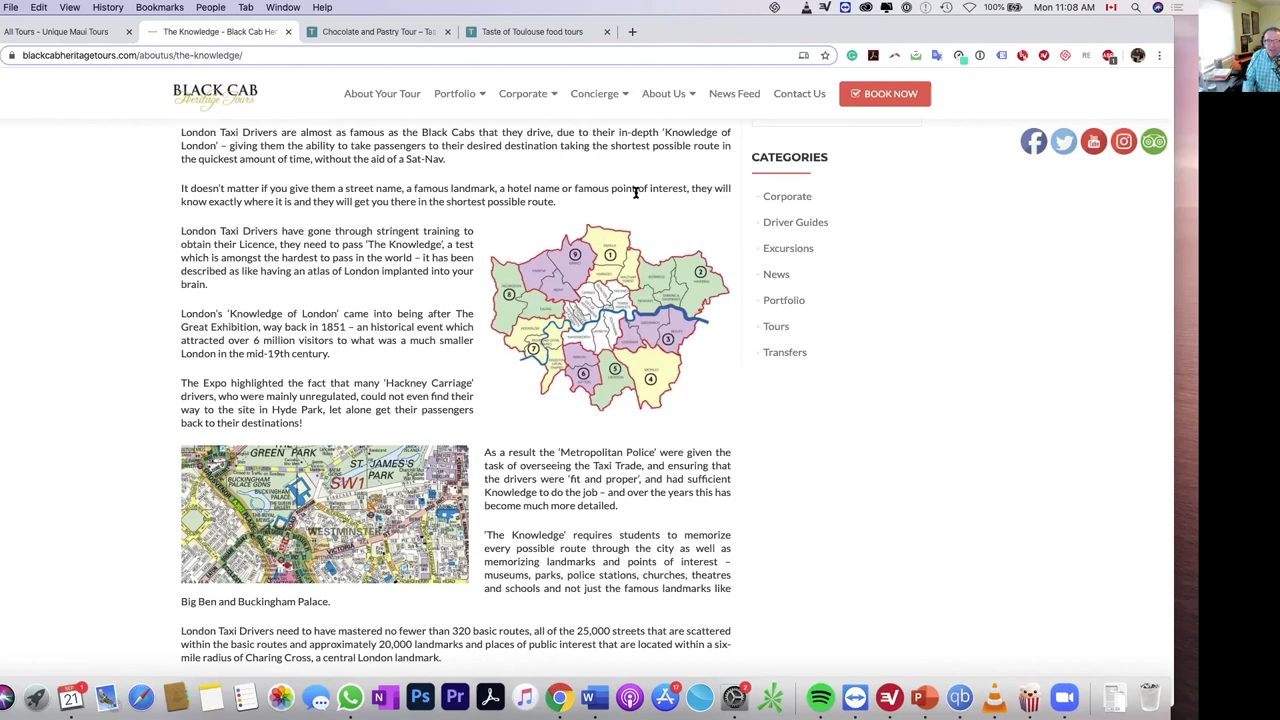 File Edit View History Bookmarks People Tab Window Help 100% Mon 11:08 AM
All Tours - Unique Maui Tours The Knowledge - Black Cab Her Chocolate and Pastry Tour – Tas Taste of Toulouse food tours
blackcabheritagetours.com/aboutus/the-knowledge/
BLACK CAB
Heritage Tours
About Your Tour Portfolio Corporate Concierge About Us News Feed Contact Us BOOK NOW
London Taxi Drivers are almost as famous as the Black Cabs that they drive, due to their in-depth ‘Knowledge of
London’ – giving them the ability to take passengers to their desired destination taking the shortest possible route in
the quickest amount of time, without the aid of a Sat-Nav.
It doesn’t matter if you give them a street name, a famous landmark, a hotel name or famous point of interest, they will
know exactly where it is and they will get you there in the shortest possible route.
London Taxi Drivers have gone through stringent training to
obtain their Licence, they need to pass ‘The Knowledge’, a test
which is amongst the hardest to pass in the world – it has been
described as like having an atlas of London implanted into your
brain.
London’s ‘Knowledge of London’ came into being after The
Great Exhibition, way back in 1851 – an historical event which
attracted over 6 million visitors to what was a much smaller
London in the mid-19th century.
The Expo highlighted the fact that many ‘Hackney Carriage’
drivers, who were mainly unregulated, could not even find their
way to the site in Hyde Park, let alone get their passengers
back to their destinations!
1
2
3
4
5
6
7
8
9
THE GREEN PARK
ST. JAMES'S
PARK
SW1
BUCKINGHAM
PALACE
BUCKINGHAM
PALACE GDNS
WESTMINSTER
As a result the ‘Metropolitan Police’ were given the
task of overseeing the Taxi Trade, and ensuring that
the drivers were ‘fit and proper’, and had sufficient
Knowledge to do the job – and over the years this has
become much more detailed.
‘The Knowledge’ requires students to memorize
every possible route through the city as well as
memorizing landmarks and points of interest –
museums, parks, police stations, churches, theatres
and schools and not just the famous landmarks like
Big Ben and Buckingham Palace.
London Taxi Drivers need to have mastered no fewer than 320 basic routes, all of the 25,000 streets that are scattered
within the basic routes and approximately 20,000 landmarks and places of public interest that are located within a six-
mile radius of Charing Cross, a central London landmark.
CATEGORIES
Corporate
Driver Guides
Excursions
News
Portfolio
Tours
Transfers
SEP
21